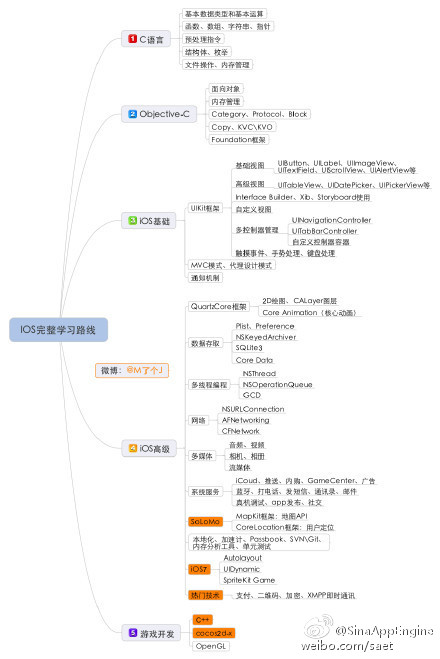 1 C语言
基本数据类型和基本运算
函数、数组、字符串、指针
预处理指令
结构体、枚举
文件操作、内存管理
2 Objective-C
面向对象
内存管理
Category、Protocol、Block
Copy、KVC\KVO
Foundation框架
3 iOS基础
UIKit框架
基础视图
UIButton、UILabel、UIImageView、
UITextField、UIScrollView、UIAlertView等
高级视图
UITableView、UIDatePicker、UIPickerView等
Interface Builder、Xib、Storyboard使用
自定义视图
多控制器管理
UINavigationController
UITabBarController
自定义控制器容器
触摸事件、手势处理、键盘处理
MVC模式、代理设计模式
通知机制
IOS完整学习路线
微博：@M了个J
4 iOS高级
QuartzCore框架
2D绘图、CALayer图层
Core Animation（核心动画）
数据存取
Plist、Preference
NSKeyedArchiver
SQLite3
Core Data
多线程编程
NSThread
NSOperationQueue
GCD
网络
NSURLConnection
AFNetworking
CFNetwork
多媒体
音频、视频
相机、相册
流媒体
系统服务
iCoud、推送、内购、GameCenter、广告
蓝牙、打电话、发短信、通讯录、邮件
真机调试、app发布、社交
SoLoMo
MapKit框架：地图API
CoreLocation框架：用户定位
本地化、加速计、Passbook、SVN\Git、
内存分析工具、单元测试
iOS7
Autolayout
UIDynamic
SpriteKit Game
热门技术
支付、二维码、加密、XMPP即时通讯
5 游戏开发
C++
cocos2d-x
OpenGL
@SinaAppEngine
weibo.com/saet